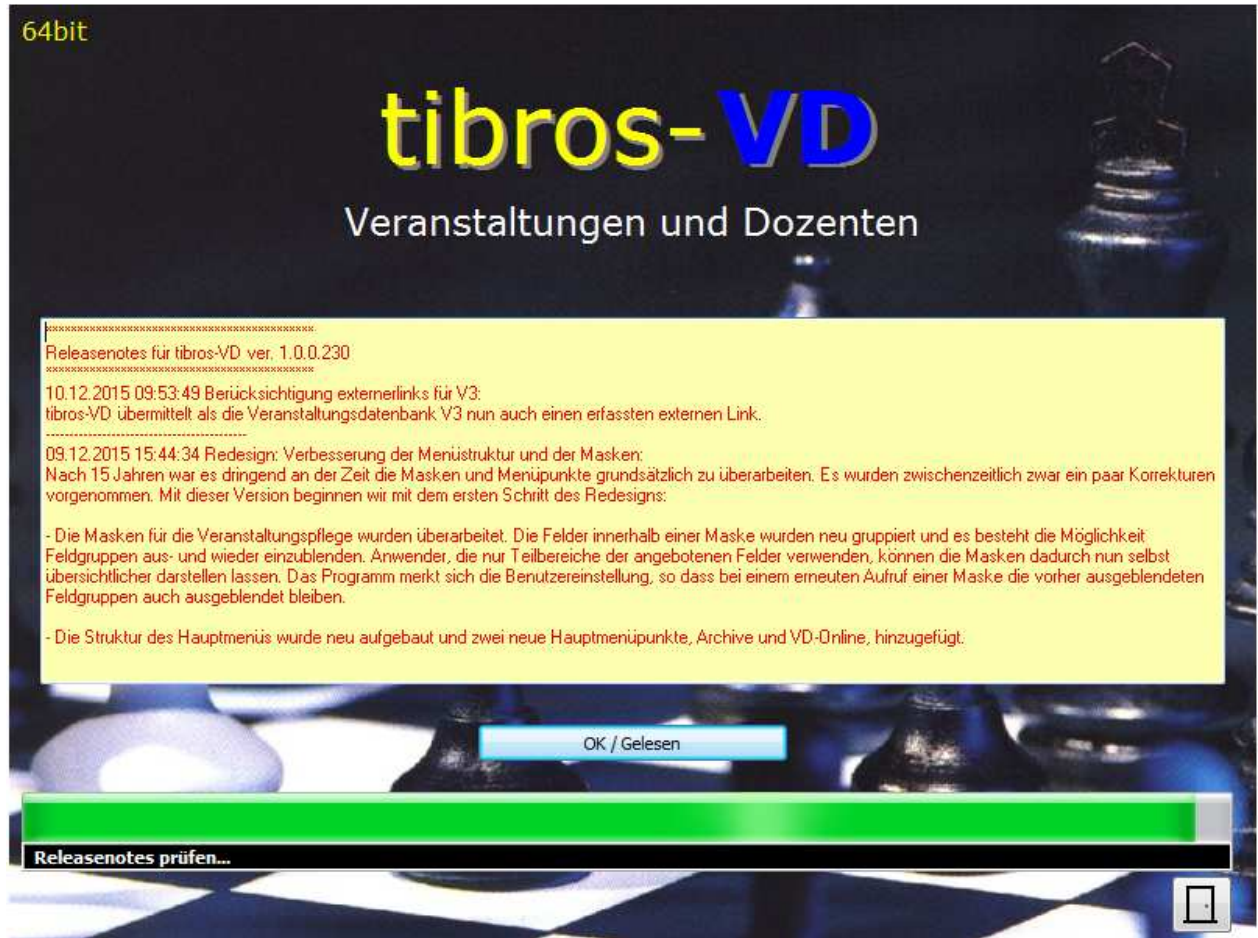 64bit
tibros-VD
Veranstaltungen und Dozenten
*******************************************
Releasenotes für tibros-VD ver. 1.0.0.230
*******************************************
10.12.2015 09:53:49 Berücksichtigung externerlinks für V3:
tibros-VD übermittelt als die Veranstaltungsdatenbank V3 nun auch einen erfassten externen Link.
-------------------------------------------
09.12.2015 15:44:34 Redesign: Verbesserung der Menüstruktur und der Masken:
Nach 15 Jahren war es dringend an der Zeit die Masken und Menüpunkte grundsätzlich zu überarbeiten. Es wurden zwischenzeitlich zwar ein paar Korrekturen
vorgenommen. Mit dieser Version beginnen wir mit dem ersten Schritt des Redesigns:
- Die Masken für die Veranstaltungspflege wurden überarbeitet. Die Felder innerhalb einer Maske wurden neu gruppiert und es besteht die Möglichkeit
Feldgruppen aus- und wieder einzublenden. Anwender, die nur Teilbereiche der angebotenen Felder verwenden, können die Masken dadurch nun selbst
übersichtlicher darstellen lassen. Das Programm merkt sich die Benutzereinstellung, so dass bei einem erneuten Aufruf einer Maske die vorher ausgeblendeten
Feldgruppen auch ausgeblendet bleiben.
- Die Struktur des Hauptmenüs wurde neu aufgebaut und zwei neue Hauptmenüpunkte, Archive und VD-Online, hinzugefügt.
OK / Gelesen
Releasenotes prüfen...